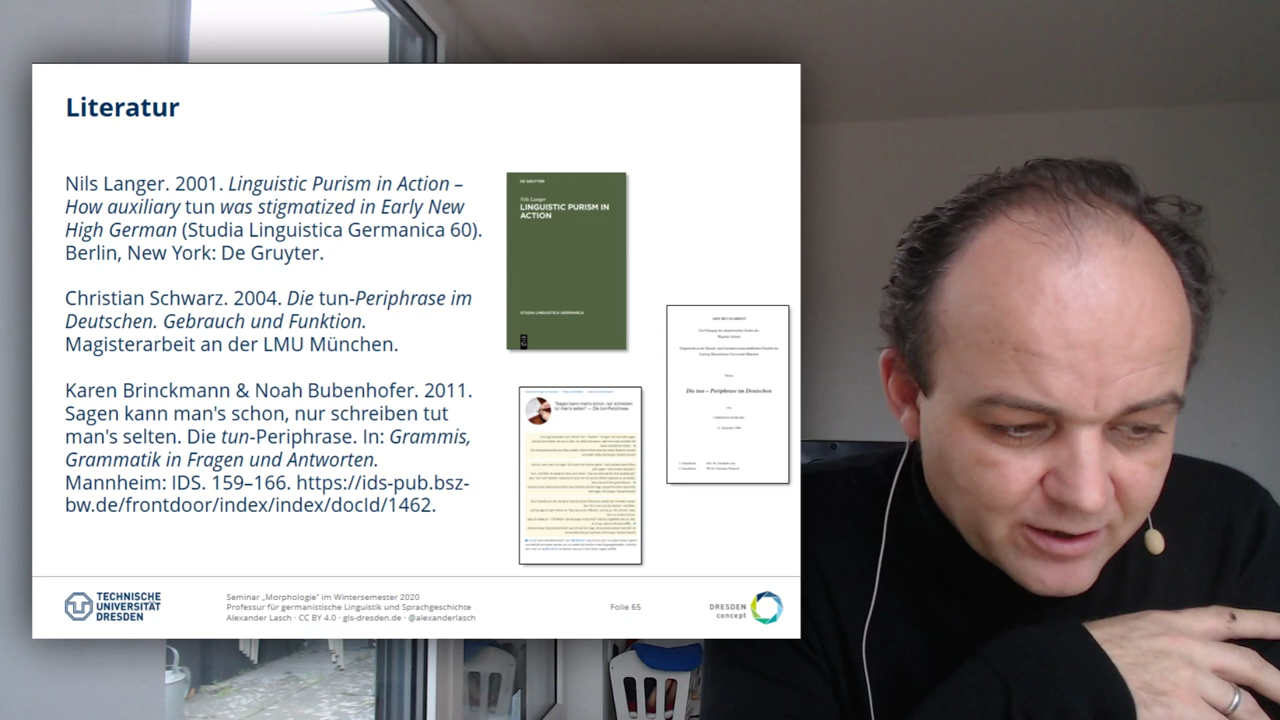 Literatur
Nils Langer. 2001. Linguistic Purism in Action –
How auxiliary tun was stigmatized in Early New
High German (Studia Linguistica Germanica 60).
Berlin, New York: De Gruyter.
Christian Schwarz. 2004. Die tun-Periphrase im
Deutschen. Gebrauch und Funktion.
Magisterarbeit an der LMU München.
Karen Brinckmann & Noah Bubenhofer. 2011.
Sagen kann man's schon, nur schreiben tut
man's selten. Die tun-Periphrase. In: Grammis,
Grammatik in Fragen und Antworten.
Mannheim: IDS. 159–166. https://ids-pub.bsz-
bw.de/frontdoor/index/index/docId/1462.
DE GRUYTER
Nils Langer
LINGUISTIC PURISM IN
ACTION
STUDIA LINGUISTICA GERMANICA
Die tun – Periphrase im Deutschen
"Sagen kann man's schon, nur schreiben
tut man's selten" — Die tun-Periphrase
TECHNISCHE
UNIVERSITÄT
DRESDEN
Seminar „Morphologie" im Wintersemester 2020
Professur für germanistische Linguistik und Sprachgeschichte
Alexander Lasch · CC BY 4.0 · gls-dresden.de · @alexanderlasch
Folie 65
DRESDEN
concept